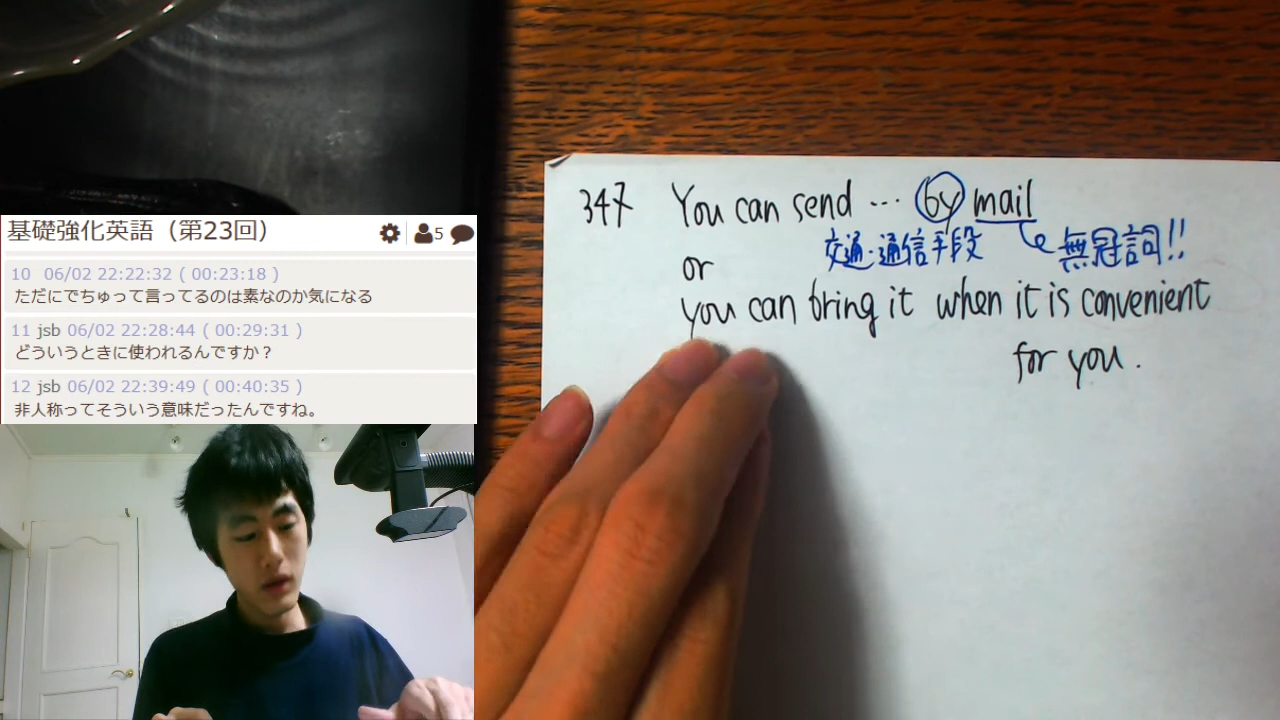 基礎強化英語（第23回）
5
10 06/02 22:22:32 ( 00:23:18 )
ただにでちゅって言ってるのは素なのか気になる
11 jsb 06/02 22:28:44 ( 00:29:31 )
どういうときに使われるんですか？
12 jsb 06/02 22:39:49 ( 00:40:35 )
非人称ってそういう意味だったんですね。
347 You can send … by mail
交通・通信手段 無冠詞!!
or
you can bring it when it is convenient
for you.